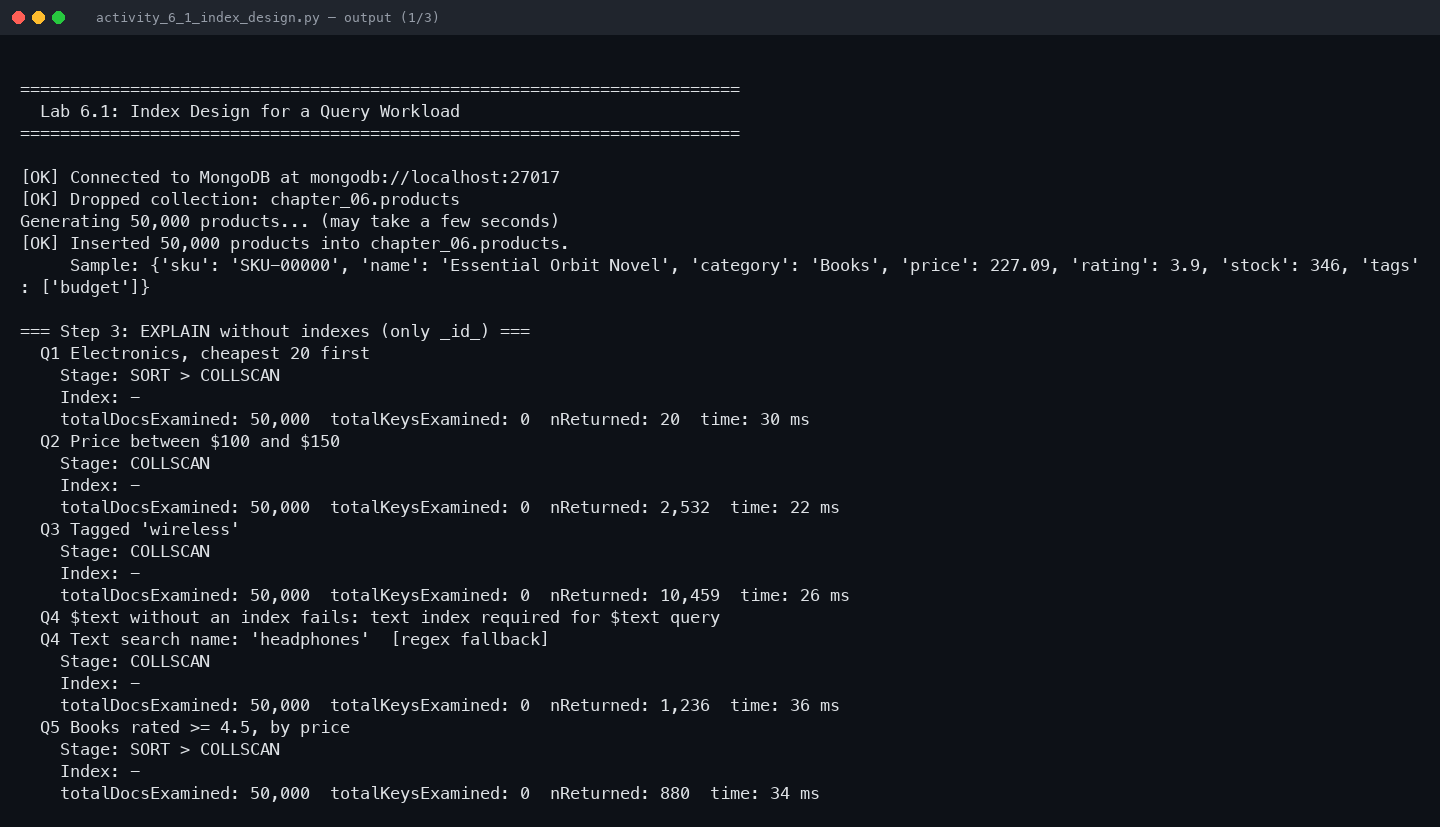 activity_6_1_index_design.py — output (1/3)
========================================================================
  Lab 6.1: Index Design for a Query Workload
========================================================================
[OK] Connected to MongoDB at mongodb://localhost:27017
[OK] Dropped collection: chapter_06.products
Generating 50,000 products... (may take a few seconds)
[OK] Inserted 50,000 products into chapter_06.products.
     Sample: {'sku': 'SKU-00000', 'name': 'Essential Orbit Novel', 'category': 'Books', 'price': 227.09, 'rating': 3.9, 'stock': 346, 'tags'
: ['budget']}
=== Step 3: EXPLAIN without indexes (only _id_) ===
  Q1 Electronics, cheapest 20 first
    Stage: SORT > COLLSCAN
    Index: —
    totalDocsExamined: 50,000  totalKeysExamined: 0  nReturned: 20  time: 30 ms
  Q2 Price between $100 and $150
    Stage: COLLSCAN
    Index: —
    totalDocsExamined: 50,000  totalKeysExamined: 0  nReturned: 2,532  time: 22 ms
  Q3 Tagged 'wireless'
    Stage: COLLSCAN
    Index: —
    totalDocsExamined: 50,000  totalKeysExamined: 0  nReturned: 10,459  time: 26 ms
  Q4 $text without an index fails: text index required for $text query
  Q4 Text search name: 'headphones'  [regex fallback]
    Stage: COLLSCAN
    Index: —
    totalDocsExamined: 50,000  totalKeysExamined: 0  nReturned: 1,236  time: 36 ms
  Q5 Books rated >= 4.5, by price
    Stage: SORT > COLLSCAN
    Index: —
    totalDocsExamined: 50,000  totalKeysExamined: 0  nReturned: 880  time: 34 ms